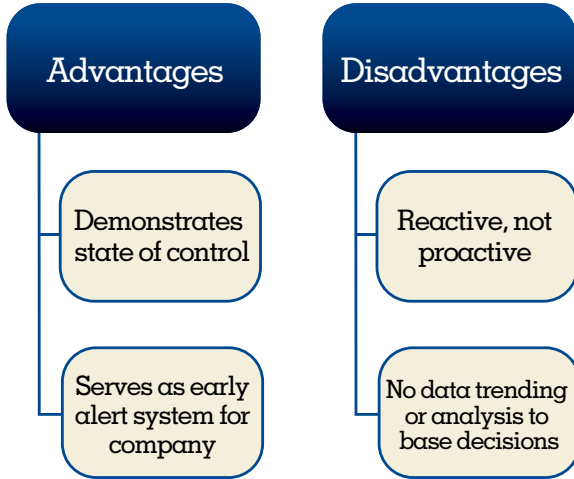 Advantages
Demonstrates
state of control
Serves as early
alert system for
company
Disadvantages
Reactive, not
proactive
No data trending
or analysis to
base decisions